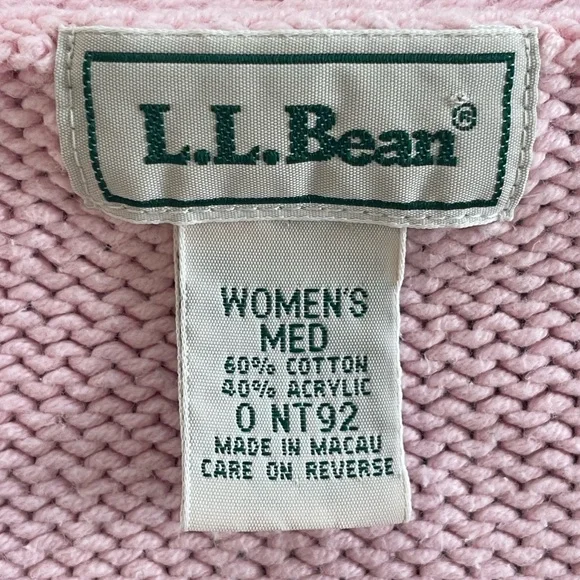 L.L.Bean®
WOMEN'S
MED
60% COTTON
40% ACRYLIC
0 NT92
MADE IN MACAU
CARE ON REVERSE